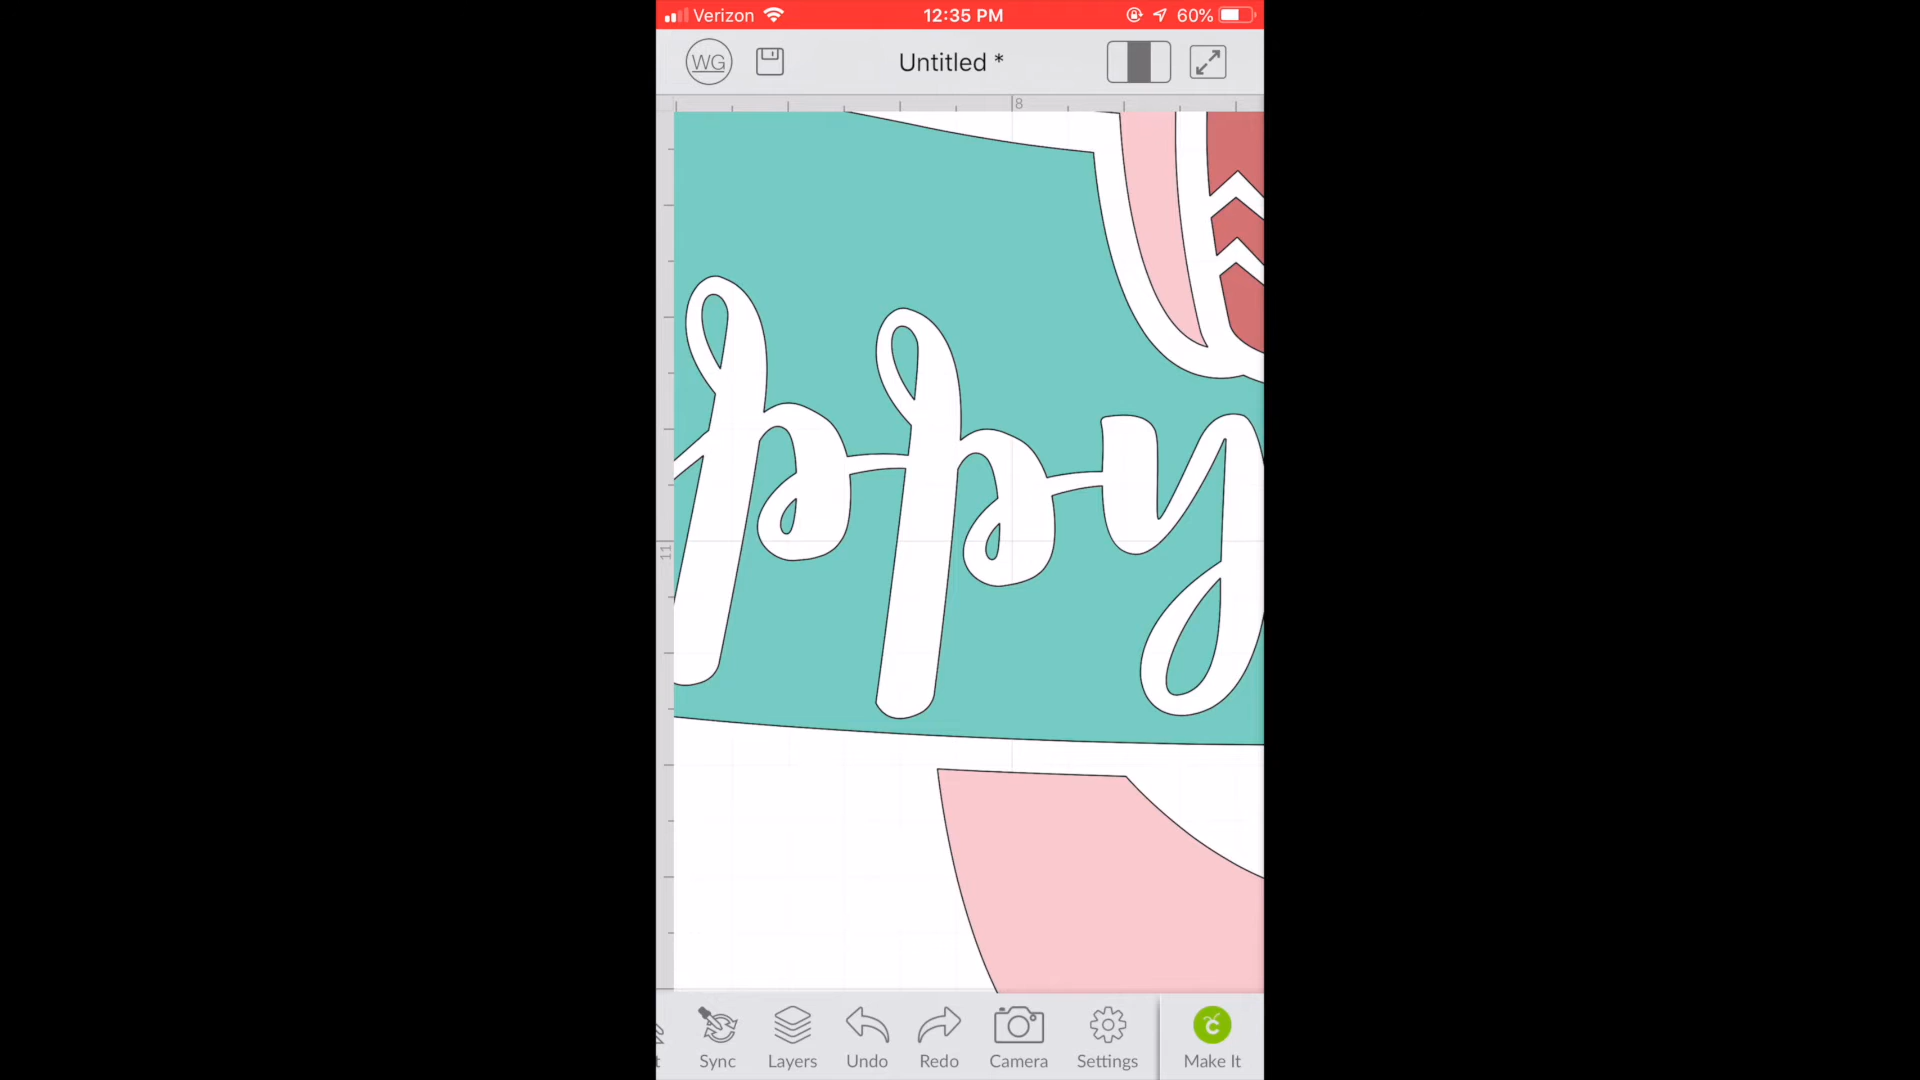 Verizon 12:35 PM 60%
WG Untitled *
8
11
ppy
t Sync Layers Undo Redo Camera Settings Make It